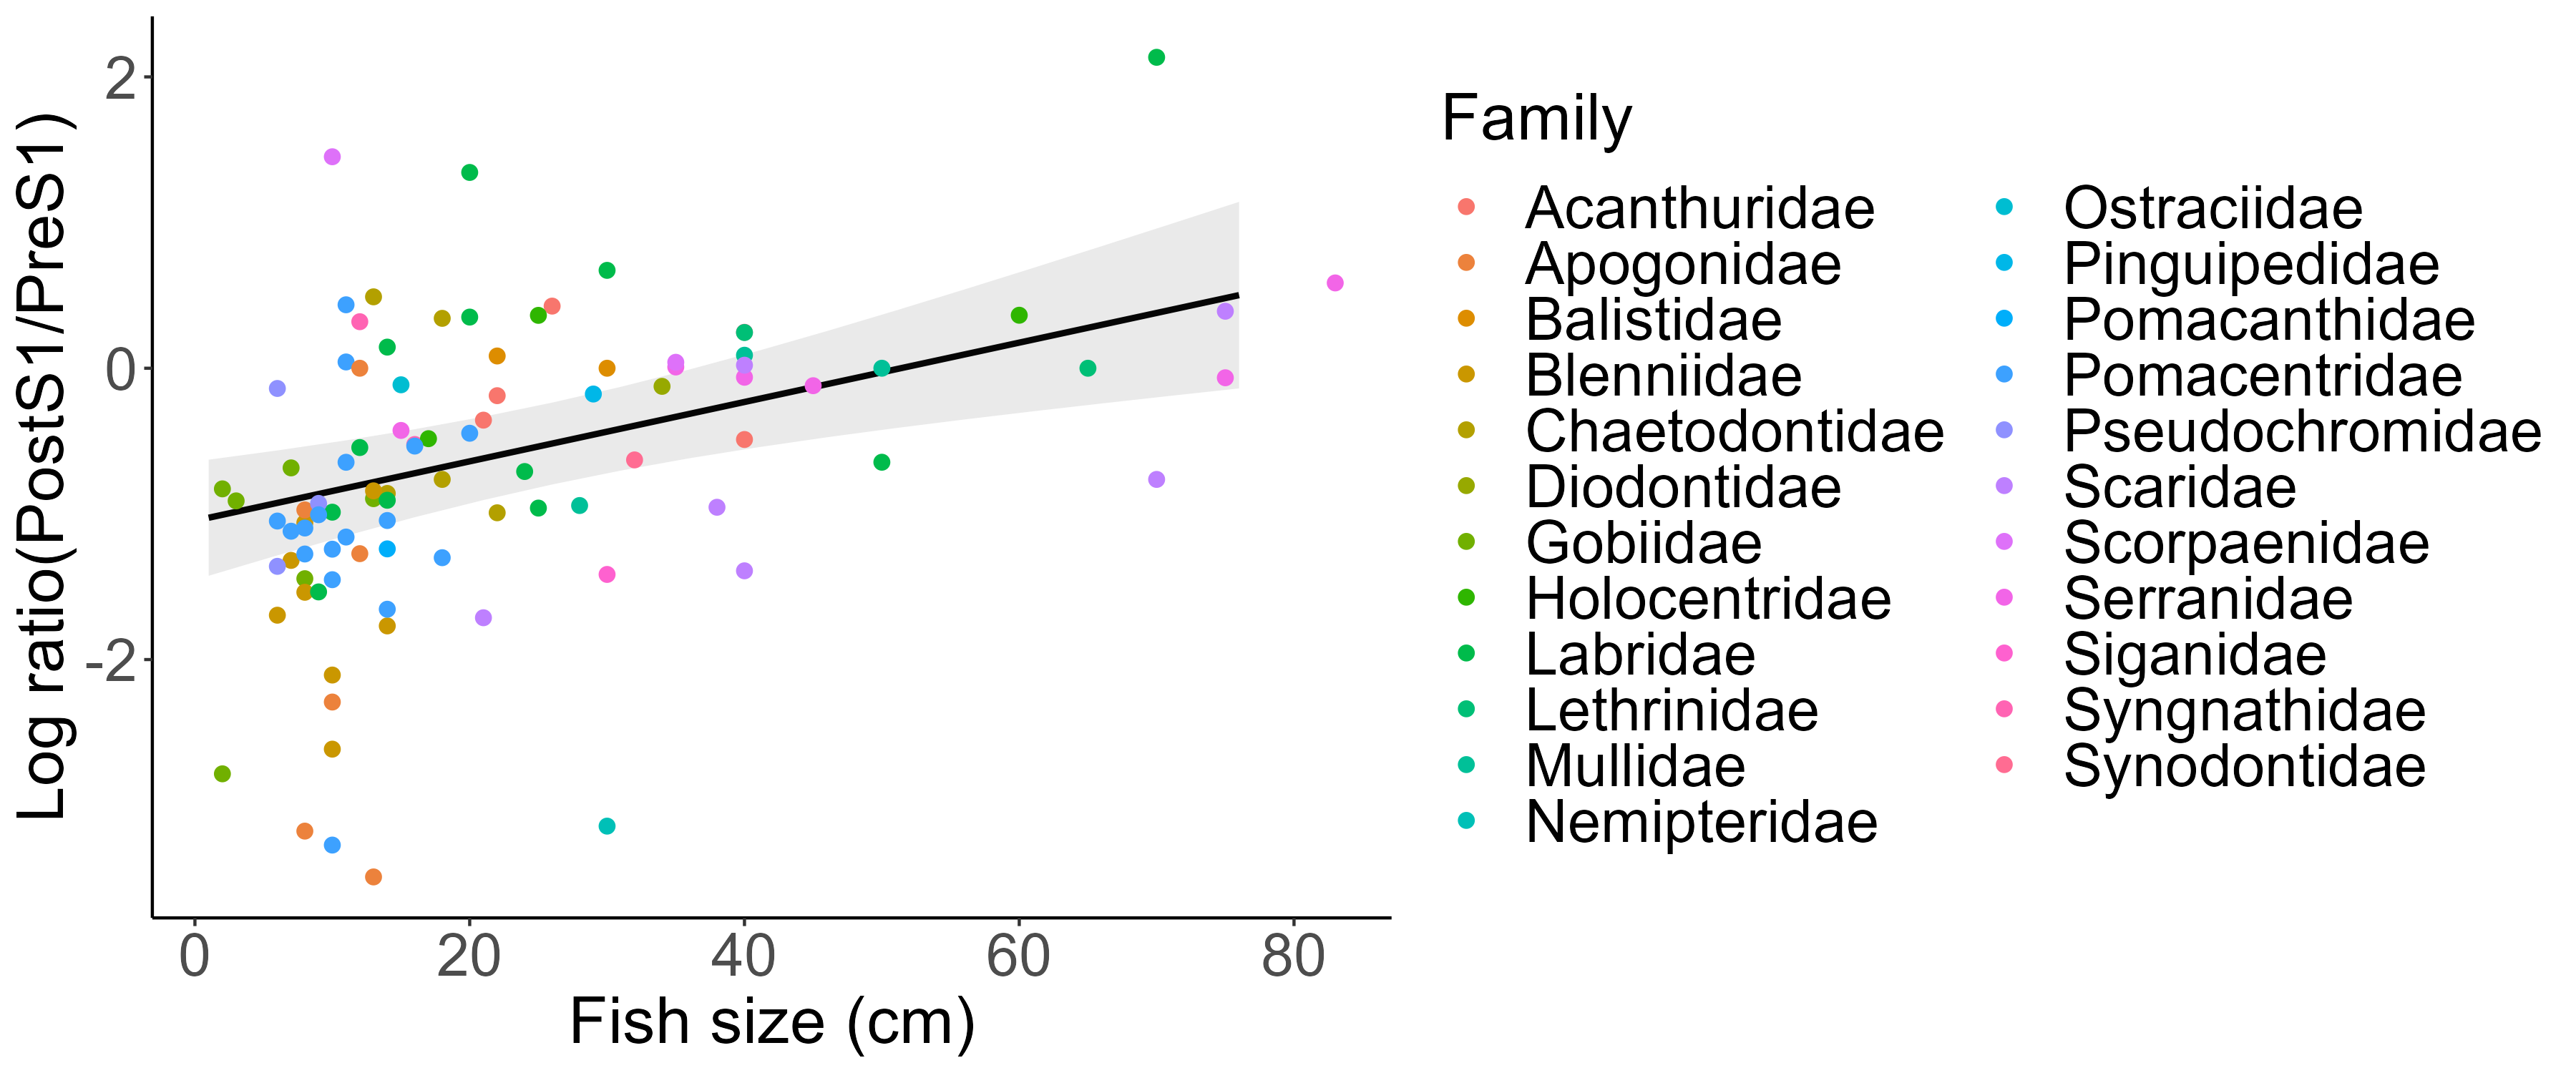 Log ratio(PostS1/PreS1)
2
0
-2
0 20 40 60 80
Fish size (cm)
Family
Acanthuridae
Apogonidae
Balistidae
Blenniidae
Chaetodontidae
Diodontidae
Gobiidae
Holocentridae
Labridae
Lethrinidae
Mullidae
Nemipteridae
Ostraciidae
Pinguipedidae
Pomacanthidae
Pomacentridae
Pseudochromidae
Scaridae
Scorpaenidae
Serranidae
Siganidae
Syngnathidae
Synodontidae